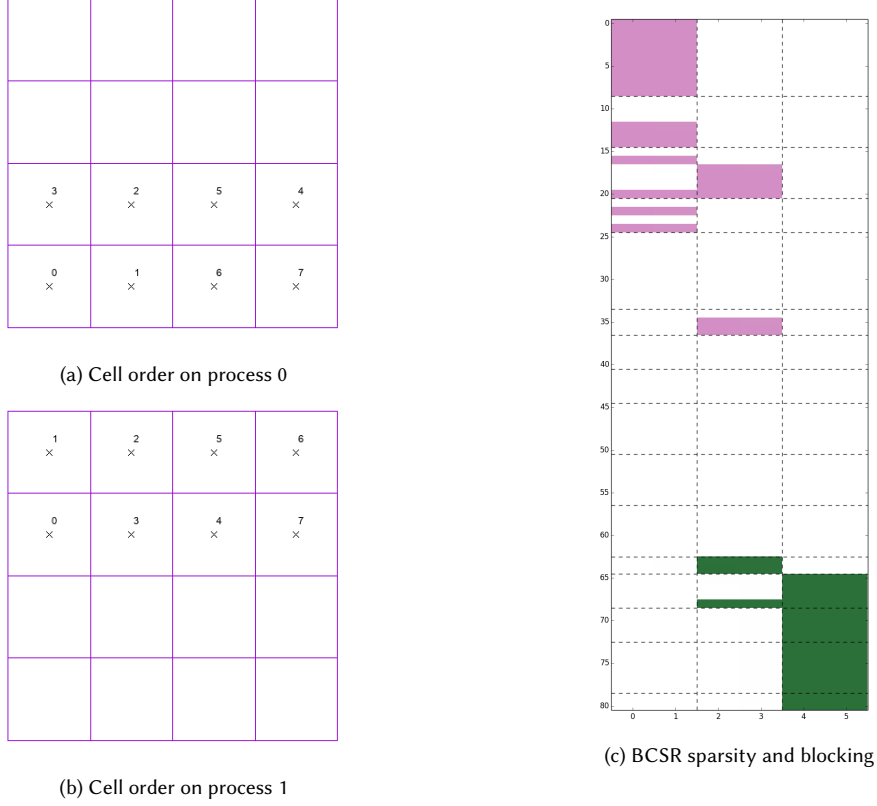 3 2 5 4
0 1 6 7
(a) Cell order on process 0
1 2 5 6
0 3 4 7
(b) Cell order on process 1
0
5
10
15
20
25
30
35
40
45
50
55
60
65
70
75
80
0 1 2 3 4 5
(c) BCSR sparsity and blocking